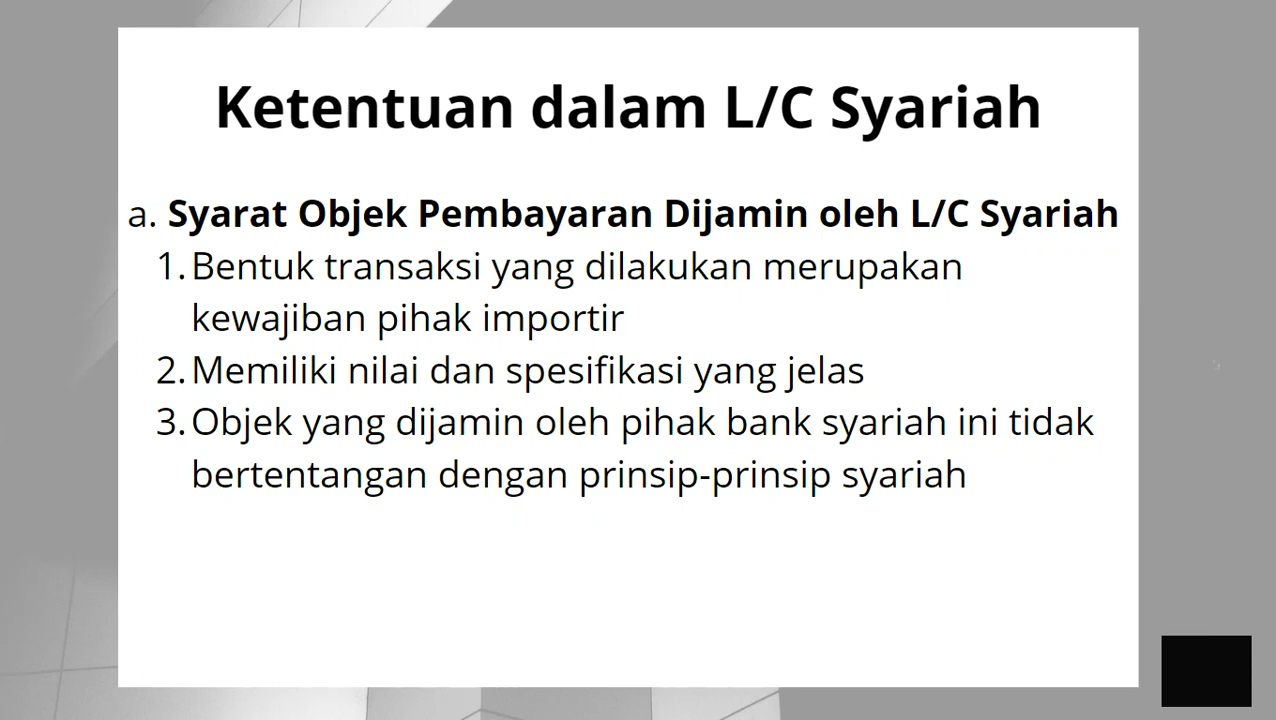 Ketentuan dalam L/C Syariah
a. Syarat Objek Pembayaran Dijamin oleh L/C Syariah
1. Bentuk transaksi yang dilakukan merupakan
kewajiban pihak importir
2. Memiliki nilai dan spesifikasi yang jelas
3. Objek yang dijamin oleh pihak bank syariah ini tidak
bertentangan dengan prinsip-prinsip syariah